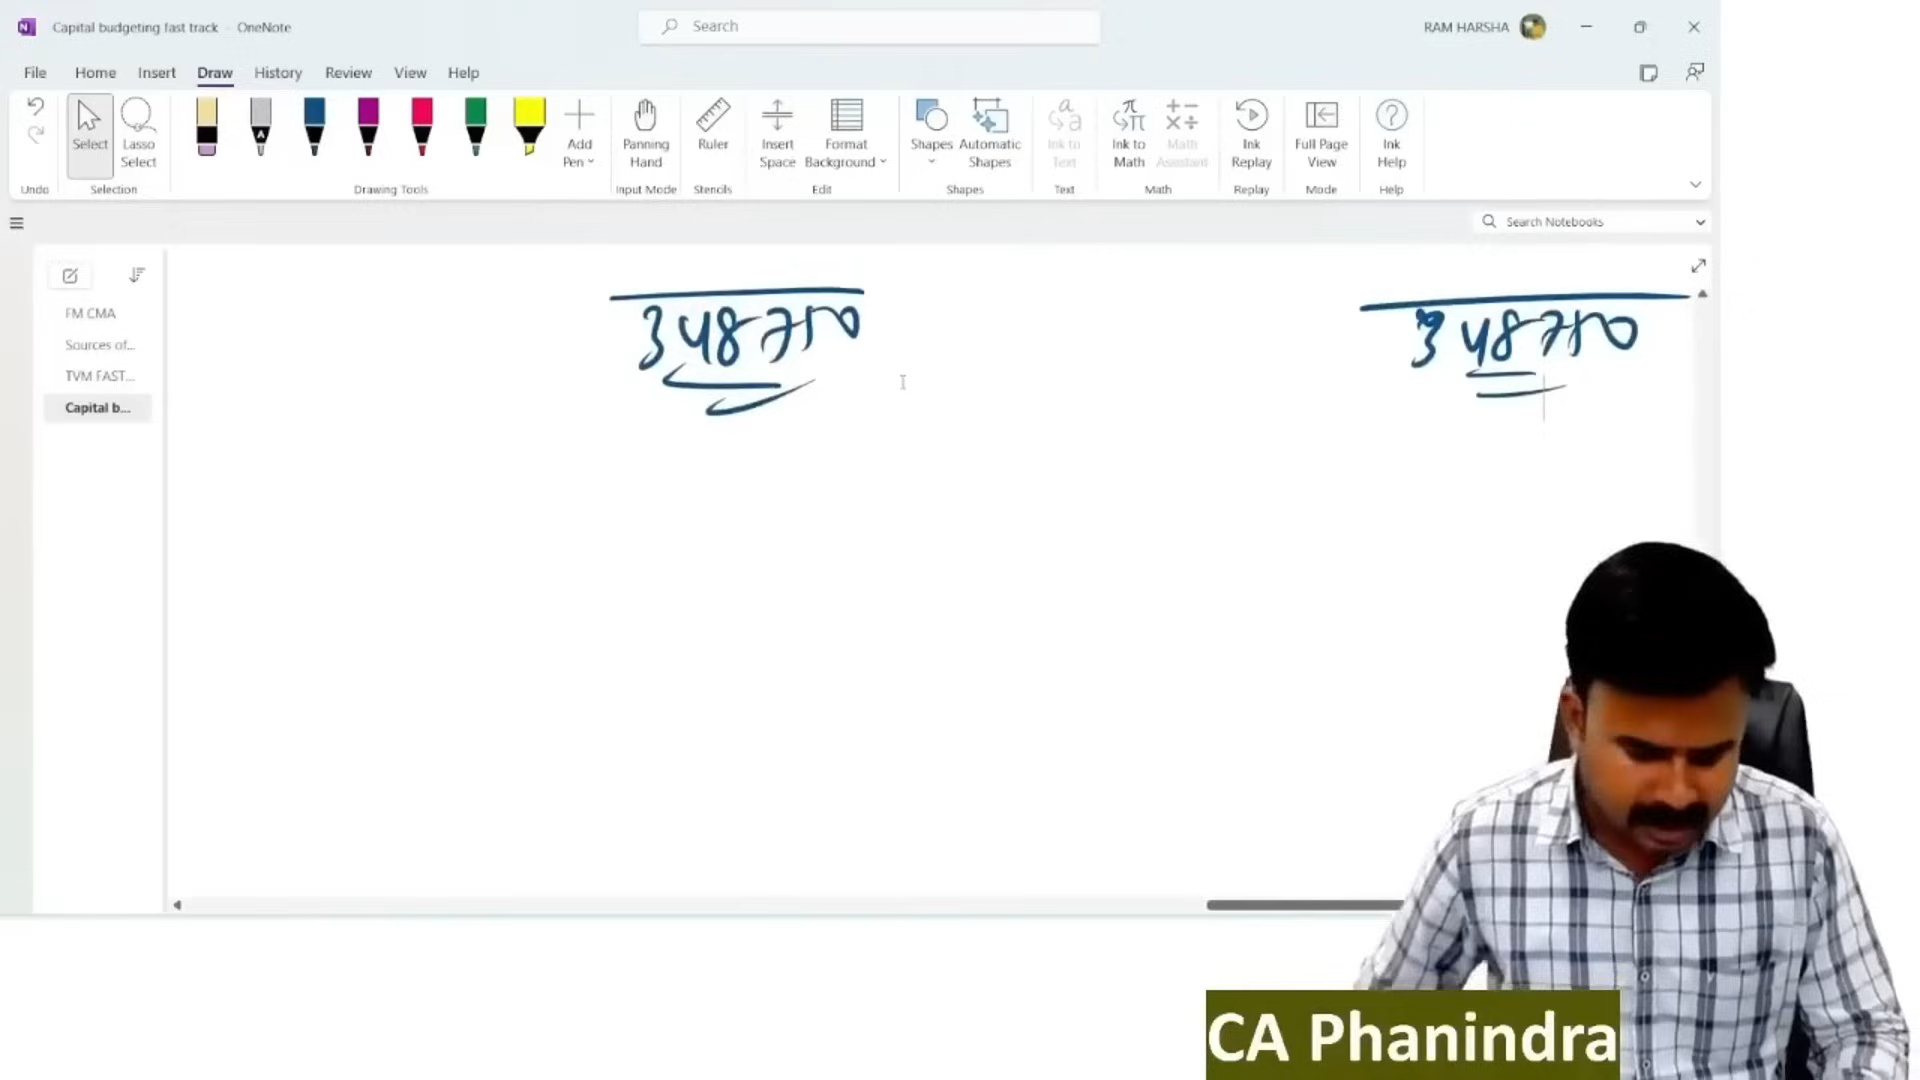 Capital budgeting fast track - OneNote
Search
RAM HARSHA
File Home Insert Draw History Review View Help
Select
Lasso Select
Add Pen
Panning Hand
Ruler
Insert Space
Format Background
Shapes
Automatic Shapes
Ink to Text
Ink to Math
Math Assistant
Ink Replay
Full Page View
Ink Help
Undo Selection Drawing Tools Input Mode Stencils Edit Shapes Text Math Replay Mode Help
Search Notebooks
FM CMA
Sources of...
TVM FAST...
Capital b...
348750 348750
CA Phanindra